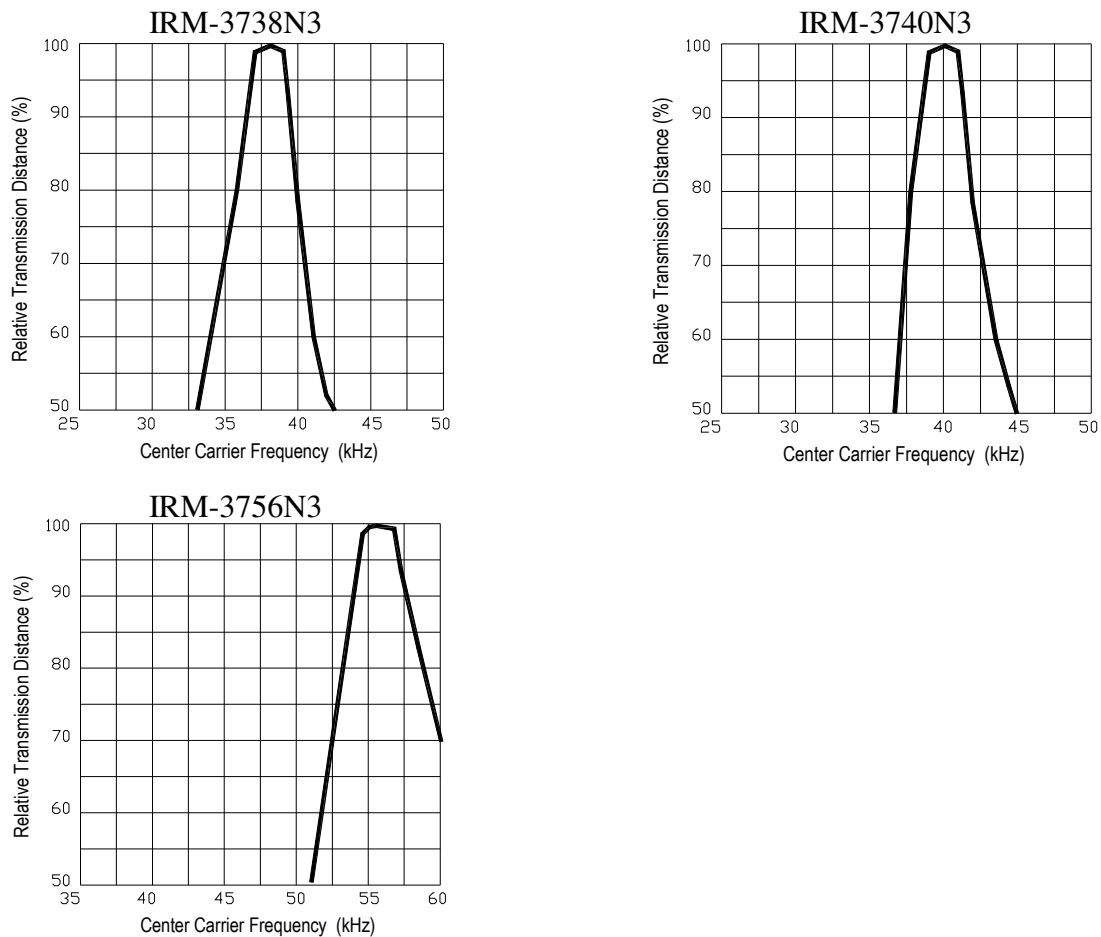 IRM-3738N3
Relative Transmission Distance (%)
100
90
80
70
60
50
25 30 35 40 45 50
Center Carrier Frequency (kHz)
IRM-3740N3
Relative Transmission Distance (%)
100
90
80
70
60
50
25 30 35 40 45 50
Center Carrier Frequency (kHz)
IRM-3756N3
Relative Transmission Distance (%)
100
90
80
70
60
50
35 40 45 50 55 60
Center Carrier Frequency (kHz)